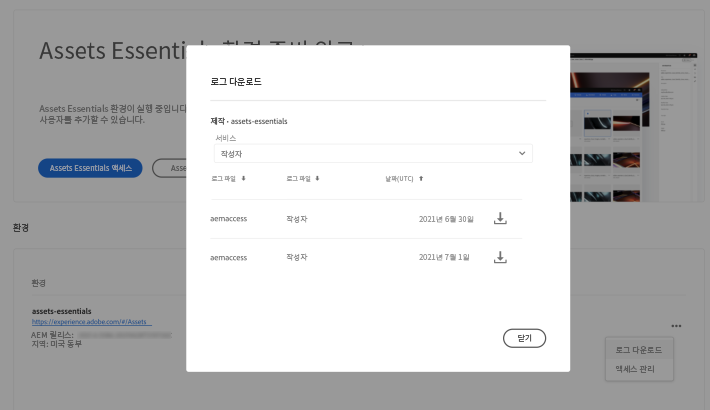 Assets Essentials 환경
Assets Essentials 환경이 실행 중입니다
사용자를 추가할 수 있습니다.
Assets Essentials 액세스
Asse
로그 다운로드
제작 • assets-essentials
서비스
작성자
로그 파일
로그 파일
날짜(UTC)
aemaccess 작성자 2021년 6월 30일
aemaccess 작성자 2021년 7월 1일
닫기
환경
환경
assets-essentials
https://experience.adobe.com/#/Assets
AEM 릴리스:
지역: 미국 동부
로그 다운로드
액세스 관리